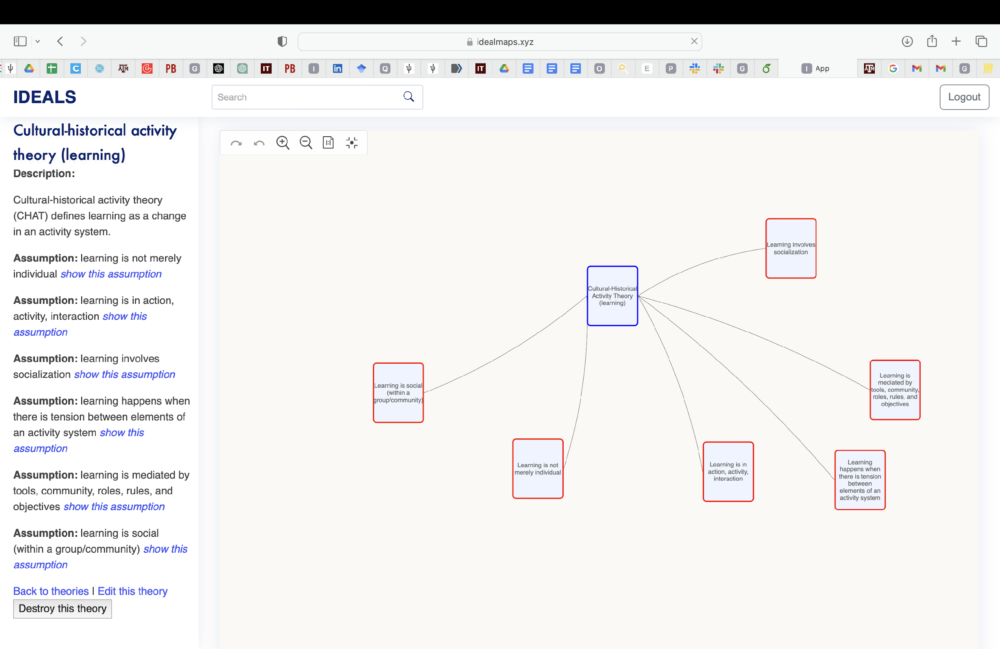 idealmaps.xyz
C
DL
ATM
PB
G
IT
PB
I
in
Q
ψ
ψ
IT
O
E
P
G
I App
ATM
G
G
IDEALS
Search
Logout
Cultural-historical activity
theory (learning)
Description:
Cultural-historical activity theory
(CHAT) defines learning as a change
in an activity system.
Assumption: learning is not merely
individual show this assumption
Assumption: learning is in action,
activity, interaction show this
assumption
Assumption: learning involves
socialization show this assumption
Assumption: learning happens when
there is tension between elements of
an activity system show this
assumption
Assumption: learning is mediated by
tools, community, roles, rules, and
objectives show this assumption
Assumption: learning is social
(within a group/community) show this
assumption
Back to theories | Edit this theory
Destroy this theory
Learning involves
socialization
Cultural-Historical
Activity Theory
(learning)
Learning is social
(within a
group/community)
Learning is
mediated by
tools, community,
roles, rules, and
objectives
Learning is not
merely individual
Learning is in
action, activity,
interaction
Learning
happens when
there is tension
between
elements of an
activity system